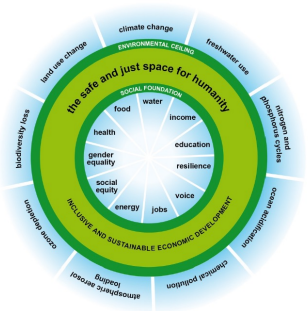 climate change
freshwater use
nitrogen and
phosphorus cycles
ocean acidification
chemical pollution
atmospheric aerosol
loading
ozone depletion
biodiversity loss
land use change
ENVIRONMENTAL CEILING
the safe and just space for humanity
SOCIAL FOUNDATION
water
income
education
resilience
voice
jobs
energy
social
equity
gender
equality
health
food
INCLUSIVE AND SUSTAINABLE ECONOMIC DEVELOPMENT